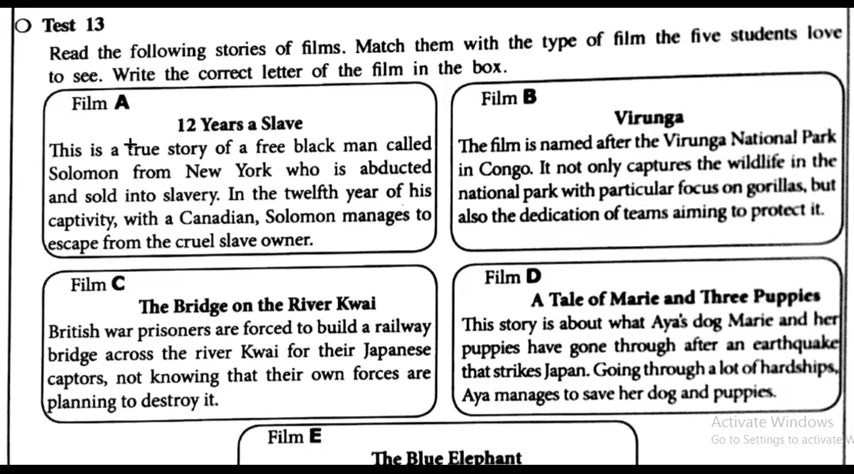 Test 13
Read the following stories of films. Match them with the type of film the five students love
to see. Write the correct letter of the film in the box.
Film A
12 Years a Slave
This is a true story of a free black man called
Solomon from New York who is abducted
and sold into slavery. In the twelfth year of his
captivity, with a Canadian, Solomon manages to
escape from the cruel slave owner.
Film B
Virunga
The film is named after the Virunga National Park
in Congo. It not only captures the wildlife in the
national park with particular focus on gorillas, but
also the dedication of teams aiming to protect it.
Film C
The Bridge on the River Kwai
British war prisoners are forced to build a railway
bridge across the river Kwai for their Japanese
captors, not knowing that their own forces are
planning to destroy it.
Film D
A Tale of Marie and Three Puppies
This story is about what Aya's dog Marie and her
puppies have gone through after an earthquake
that strikes Japan. Going through a lot of hardships,
Aya manages to save her dog and puppies.
Film E
The Blue Elephant
Activate Windows
Go to Settings to activate W